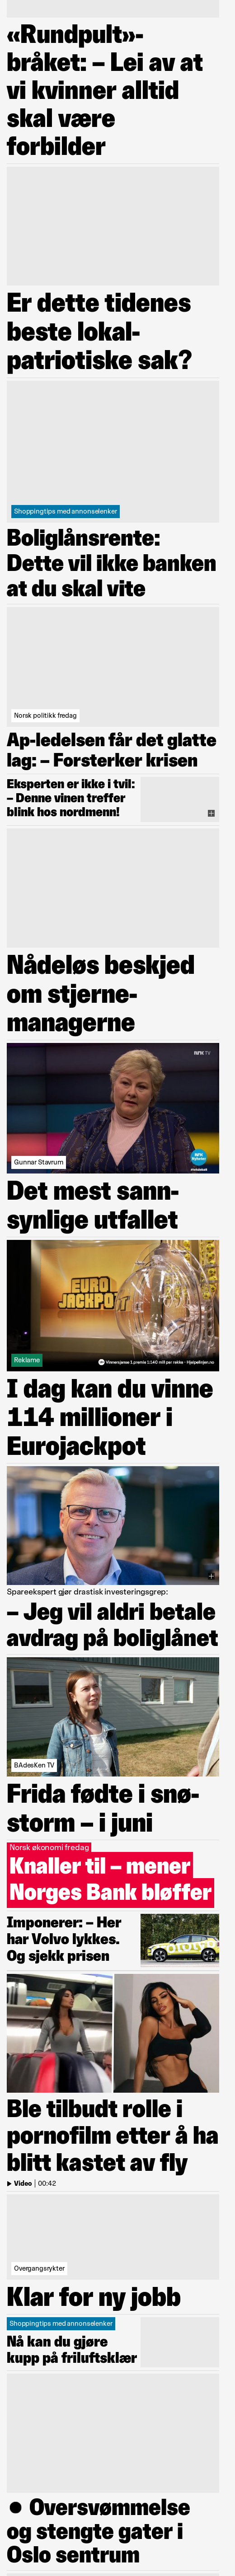 «Rundpult»-
bråket: – Lei av at
vi kvinner alltid
skal være
forbilder
Er dette tidenes
beste lokal-
patriotiske sak?
Shoppingtips med annonselenker
Boliglånsrente:
Dette vil ikke banken
at du skal vite
Norsk politikk fredag
Ap-ledelsen får det glatte
lag: – Forsterker krisen
Eksperten er ikke i tvil:
– Denne vinen treffer
blink hos nordmenn!
Nådeløs beskjed
om stjerne-
managerne
NRK TV
NRK
Nyheter
Gunnar Stavrum
Det mest sann-
synlige utfallet
EURO
JACKPOT
Reklame
Vinnersjanse 1.premie 1:140 mill per rekke - Hjelpelinjen.no
I dag kan du vinne
114 millioner i
Eurojackpot
Spareekspert gjør drastisk investeringsgrep:
– Jeg vil aldri betale
avdrag på boliglånet
BAdesKen TV
Frida fødte i snø-
storm – i juni
Norsk økonomi fredag
Knaller til – mener
Norges Bank bløffer
Imponerer: – Her
har Volvo lykkes.
Og sjekk prisen
Ble tilbudt rolle i
pornofilm etter å ha
blitt kastet av fly
Video | 00:42
Overgangsrykter
Klar for ny jobb
Shoppingtips med annonselenker
Nå kan du gjøre
kupp på friluftsklær
● Oversvømmelse
og stengte gater i
Oslo sentrum